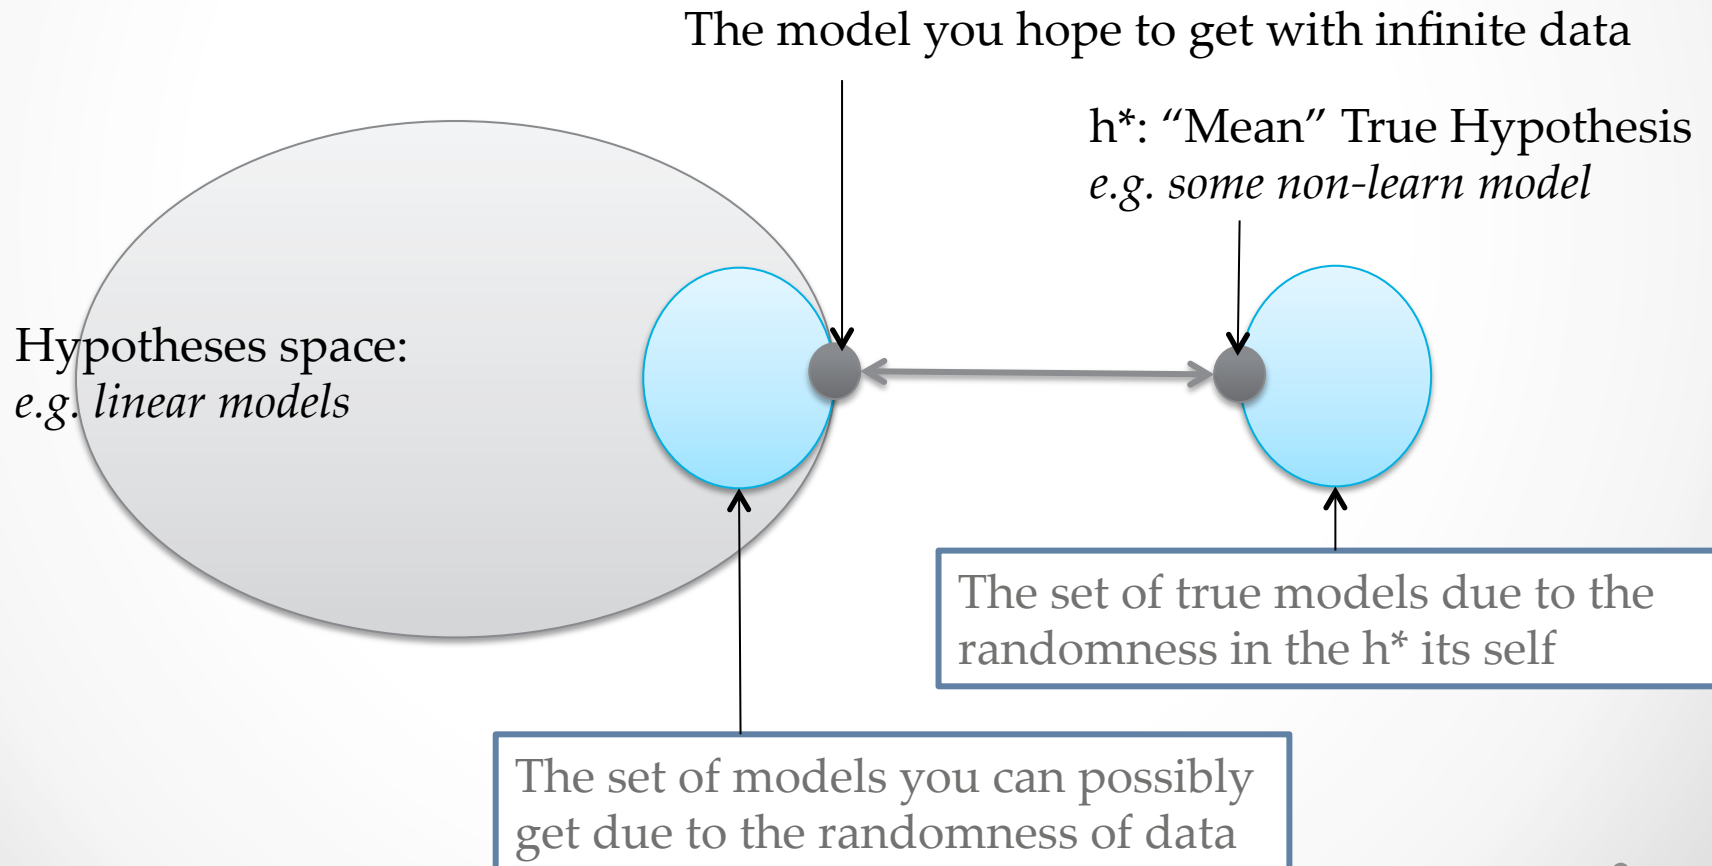 The model you hope to get with infinite data
h*: “Mean” True Hypothesis
e.g. some non-learn model
Hypotheses space:
e.g. linear models
The set of true models due to the
randomness in the h* its self
The set of models you can possibly
get due to the randomness of data